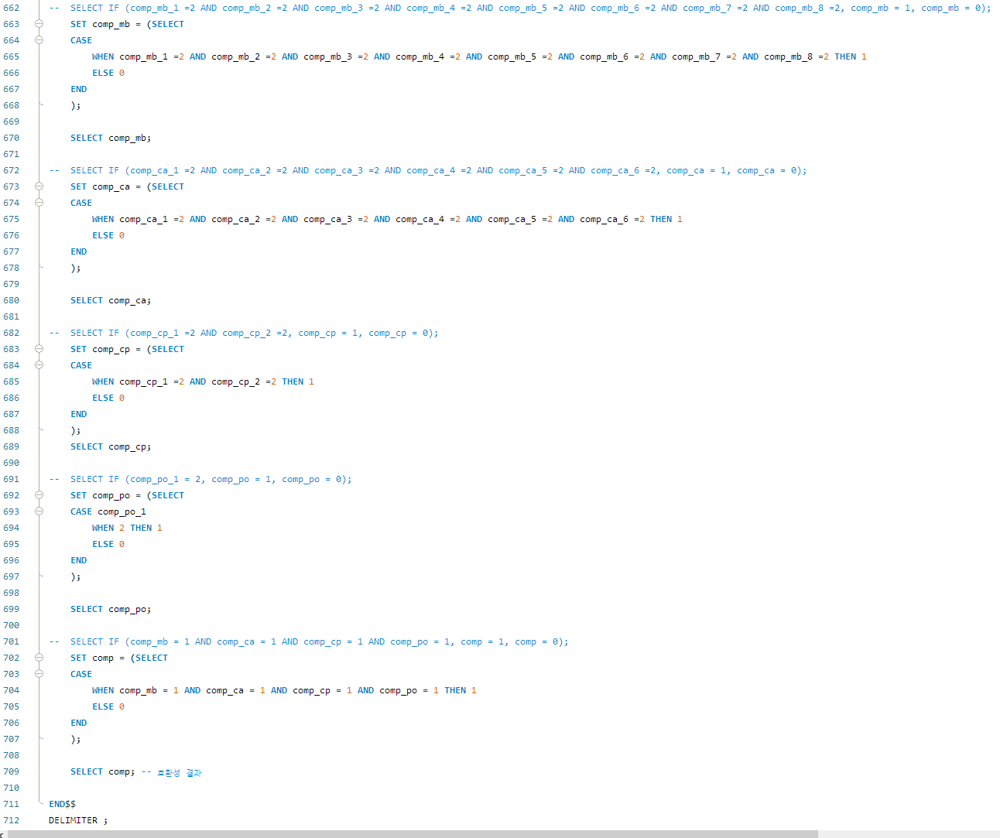 662 -- SELECT IF (comp_mb_1 =2 AND comp_mb_2 =2 AND comp_mb_3 =2 AND comp_mb_4 =2 AND comp_mb_5 =2 AND comp_mb_6 =2 AND comp_mb_7 =2 AND comp_mb_8 =2, comp_mb = 1, comp_mb = 0);
663 SET comp_mb = (SELECT
664 CASE
665 WHEN comp_mb_1 =2 AND comp_mb_2 =2 AND comp_mb_3 =2 AND comp_mb_4 =2 AND comp_mb_5 =2 AND comp_mb_6 =2 AND comp_mb_7 =2 AND comp_mb_8 =2 THEN 1
666 ELSE 0
667 END
668 );
669
670 SELECT comp_mb;
671
672 -- SELECT IF (comp_ca_1 =2 AND comp_ca_2 =2 AND comp_ca_3 =2 AND comp_ca_4 =2 AND comp_ca_5 =2 AND comp_ca_6 =2, comp_ca = 1, comp_ca = 0);
673 SET comp_ca = (SELECT
674 CASE
675 WHEN comp_ca_1 =2 AND comp_ca_2 =2 AND comp_ca_3 =2 AND comp_ca_4 =2 AND comp_ca_5 =2 AND comp_ca_6 =2 THEN 1
676 ELSE 0
677 END
678 );
679
680 SELECT comp_ca;
681
682 -- SELECT IF (comp_cp_1 =2 AND comp_cp_2 =2, comp_cp = 1, comp_cp = 0);
683 SET comp_cp = (SELECT
684 CASE
685 WHEN comp_cp_1 =2 AND comp_cp_2 =2 THEN 1
686 ELSE 0
687 END
688 );
689 SELECT comp_cp;
690
691 -- SELECT IF (comp_po_1 = 2, comp_po = 1, comp_po = 0);
692 SET comp_po = (SELECT
693 CASE comp_po_1
694 WHEN 2 THEN 1
695 ELSE 0
696 END
697 );
698
699 SELECT comp_po;
700
701 -- SELECT IF (comp_mb = 1 AND comp_ca = 1 AND comp_cp = 1 AND comp_po = 1, comp = 1, comp = 0);
702 SET comp = (SELECT
703 CASE
704 WHEN comp_mb = 1 AND comp_ca = 1 AND comp_cp = 1 AND comp_po = 1 THEN 1
705 ELSE 0
706 END
707 );
708
709 SELECT comp; -- 호환성 결과
710
711 END$$
712 DELIMITER ;